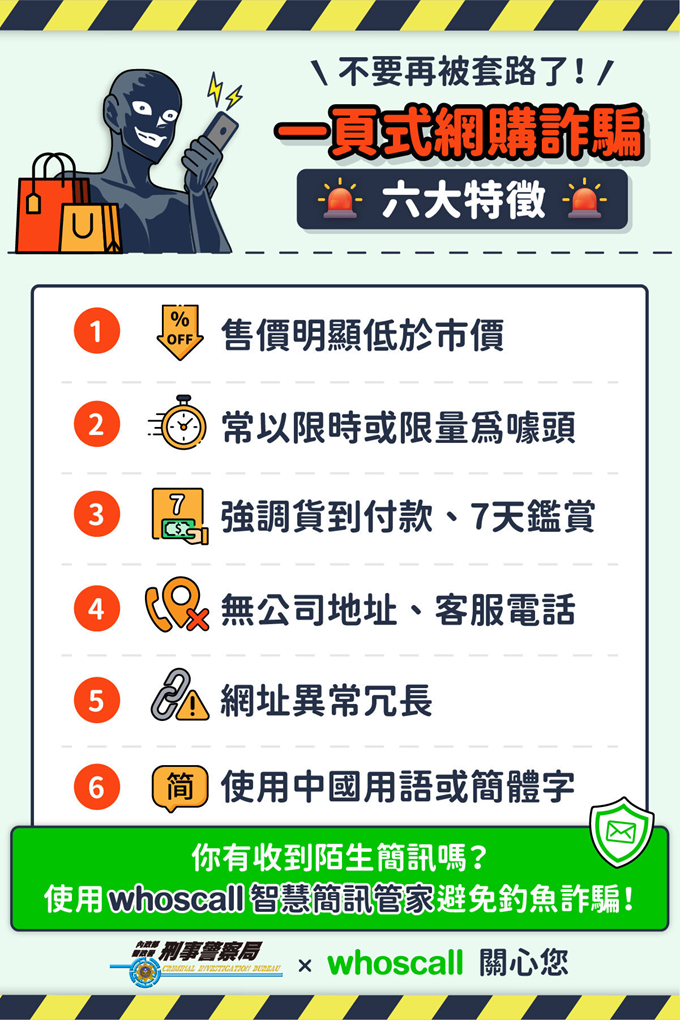 不要再被套路了!
一頁式網購詐騙
六大特徵
1
% OFF
售價明顯低於市價
2
常以限時或限量為噱頭
3
7
$
強調貨到付款、7天鑑賞
4
無公司地址、客服電話
5
網址異常冗長
6
简
使用中國用語或簡體字
你有收到陌生簡訊嗎?
使用 whoscall 智慧簡訊管家避免釣魚詐騙!
內政部
警政署
刑事警察局
CRIMINAL INVESTIGATION BUREAU
× whoscall 關心您